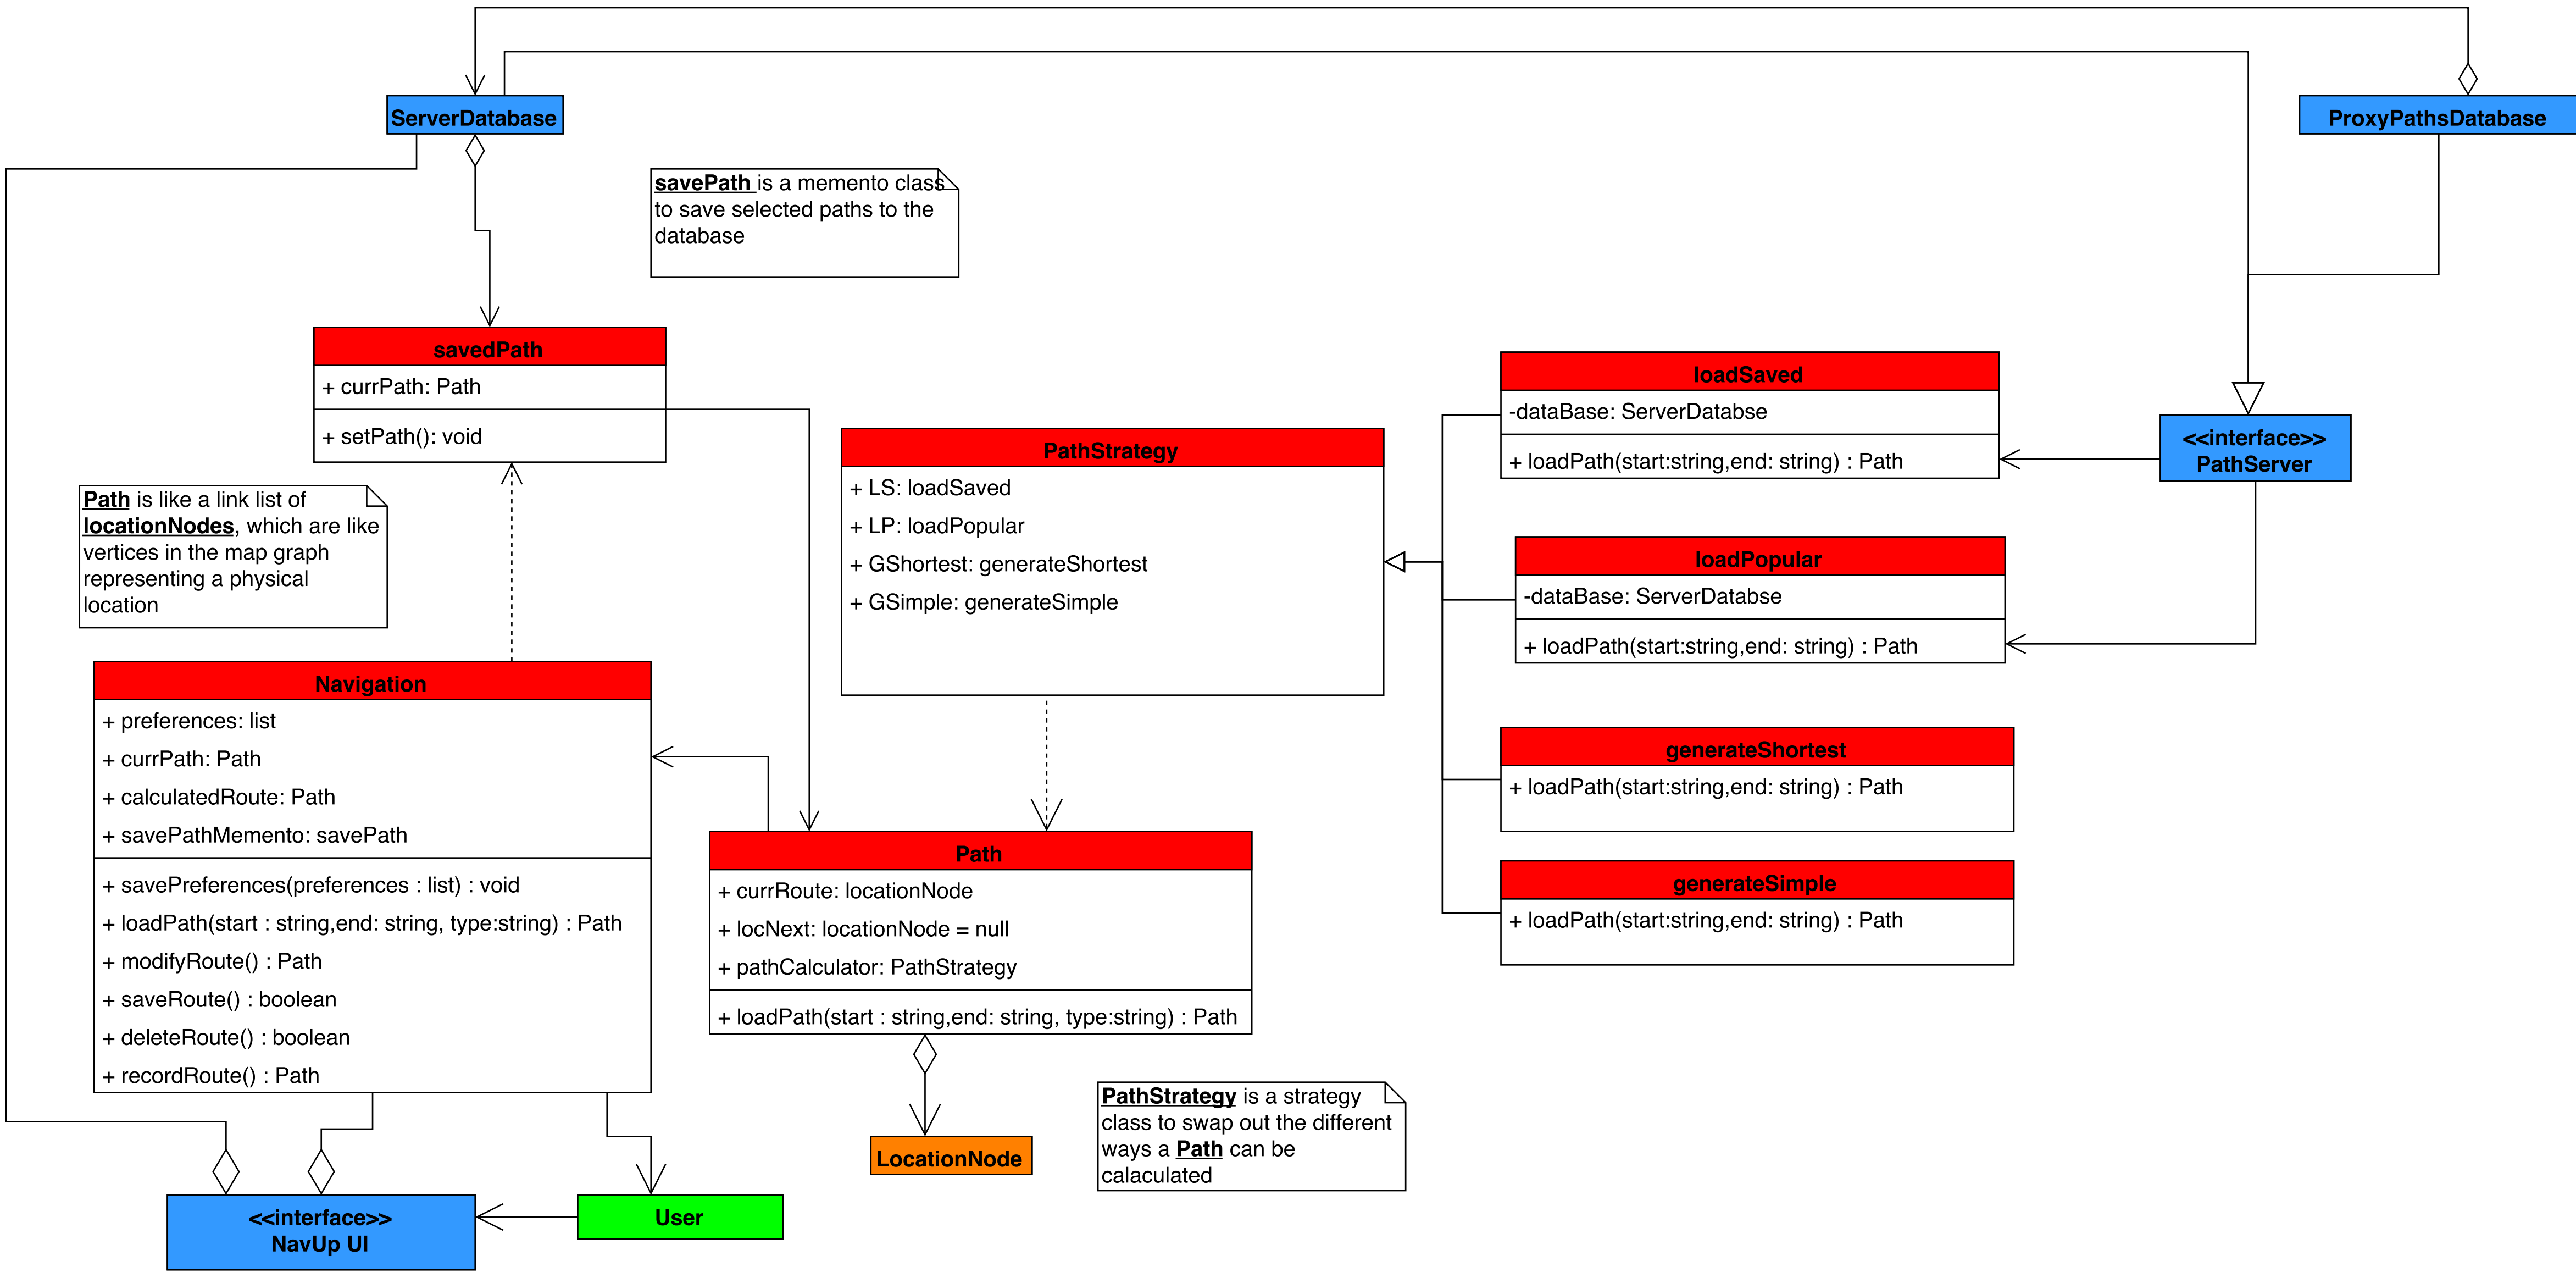 ServerDatabase
ProxyPathsDatabase
savePath is a memento class
to save selected paths to the
database
savedPath
+ currPath: Path
+ setPath(): void
loadSaved
-dataBase: ServerDatabse
+ loadPath(start:string,end: string) : Path
<<interface>>
PathServer
PathStrategy
+ LS: loadSaved
+ LP: loadPopular
+ GShortest: generateShortest
+ GSimple: generateSimple
Path is like a link list of
locationNodes, which are like
vertices in the map graph
representing a physical
location
loadPopular
-dataBase: ServerDatabse
+ loadPath(start:string,end: string) : Path
Navigation
+ preferences: list
+ currPath: Path
+ calculatedRoute: Path
+ savePathMemento: savePath
+ savePreferences(preferences : list) : void
+ loadPath(start : string,end: string, type:string) : Path
+ modifyRoute() : Path
+ saveRoute() : boolean
+ deleteRoute() : boolean
+ recordRoute() : Path
generateShortest
+ loadPath(start:string,end: string) : Path
Path
+ currRoute: locationNode
+ locNext: locationNode = null
+ pathCalculator: PathStrategy
+ loadPath(start : string,end: string, type:string) : Path
generateSimple
+ loadPath(start:string,end: string) : Path
PathStrategy is a strategy
class to swap out the different
ways a Path can be
calaculated
LocationNode
<<interface>>
NavUp UI
User